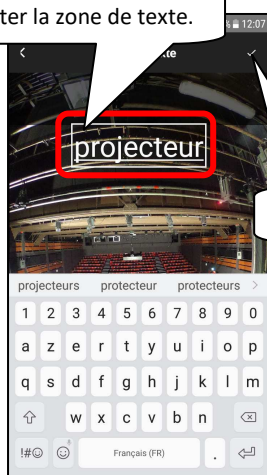 ter la zone de texte.
% 12:07
te
projecteur
projecteurs protecteur protecteurs >
1 2 3 4 5 6 7 8 9 0
a z e r t y u i o p
q s d f g h j k l m
w x c v b n
!#☺ Français (FR) .